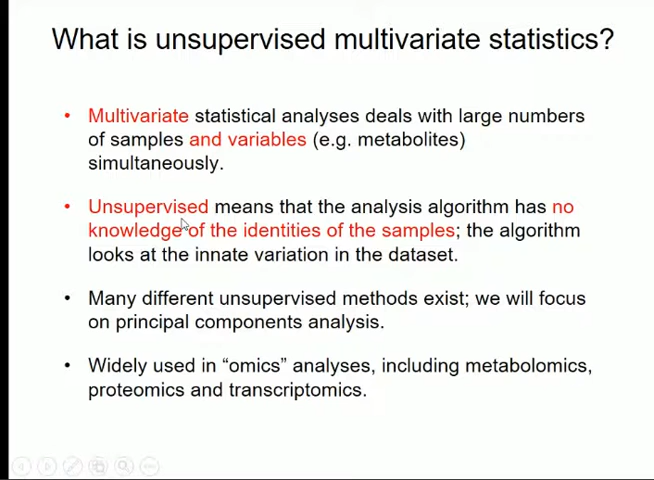 What is unsupervised multivariate statistics?
• Multivariate statistical analyses deals with large numbers
of samples and variables (e.g. metabolites)
simultaneously.
• Unsupervised means that the analysis algorithm has no
knowledge of the identities of the samples; the algorithm
looks at the innate variation in the dataset.
• Many different unsupervised methods exist; we will focus
on principal components analysis.
• Widely used in “omics” analyses, including metabolomics,
proteomics and transcriptomics.